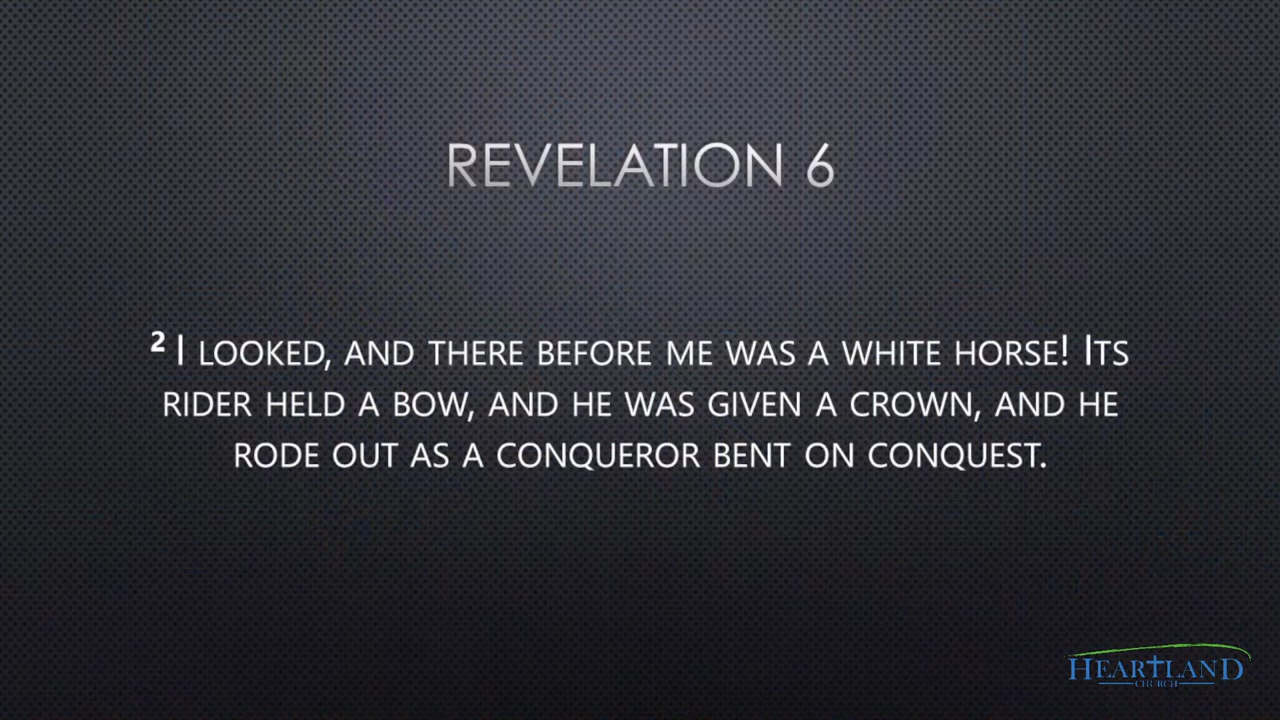 REVELATION 6
² I LOOKED, AND THERE BEFORE ME WAS A WHITE HORSE! ITS
RIDER HELD A BOW, AND HE WAS GIVEN A CROWN, AND HE
RODE OUT AS A CONQUEROR BENT ON CONQUEST.
HEARTLAND
CHURCH